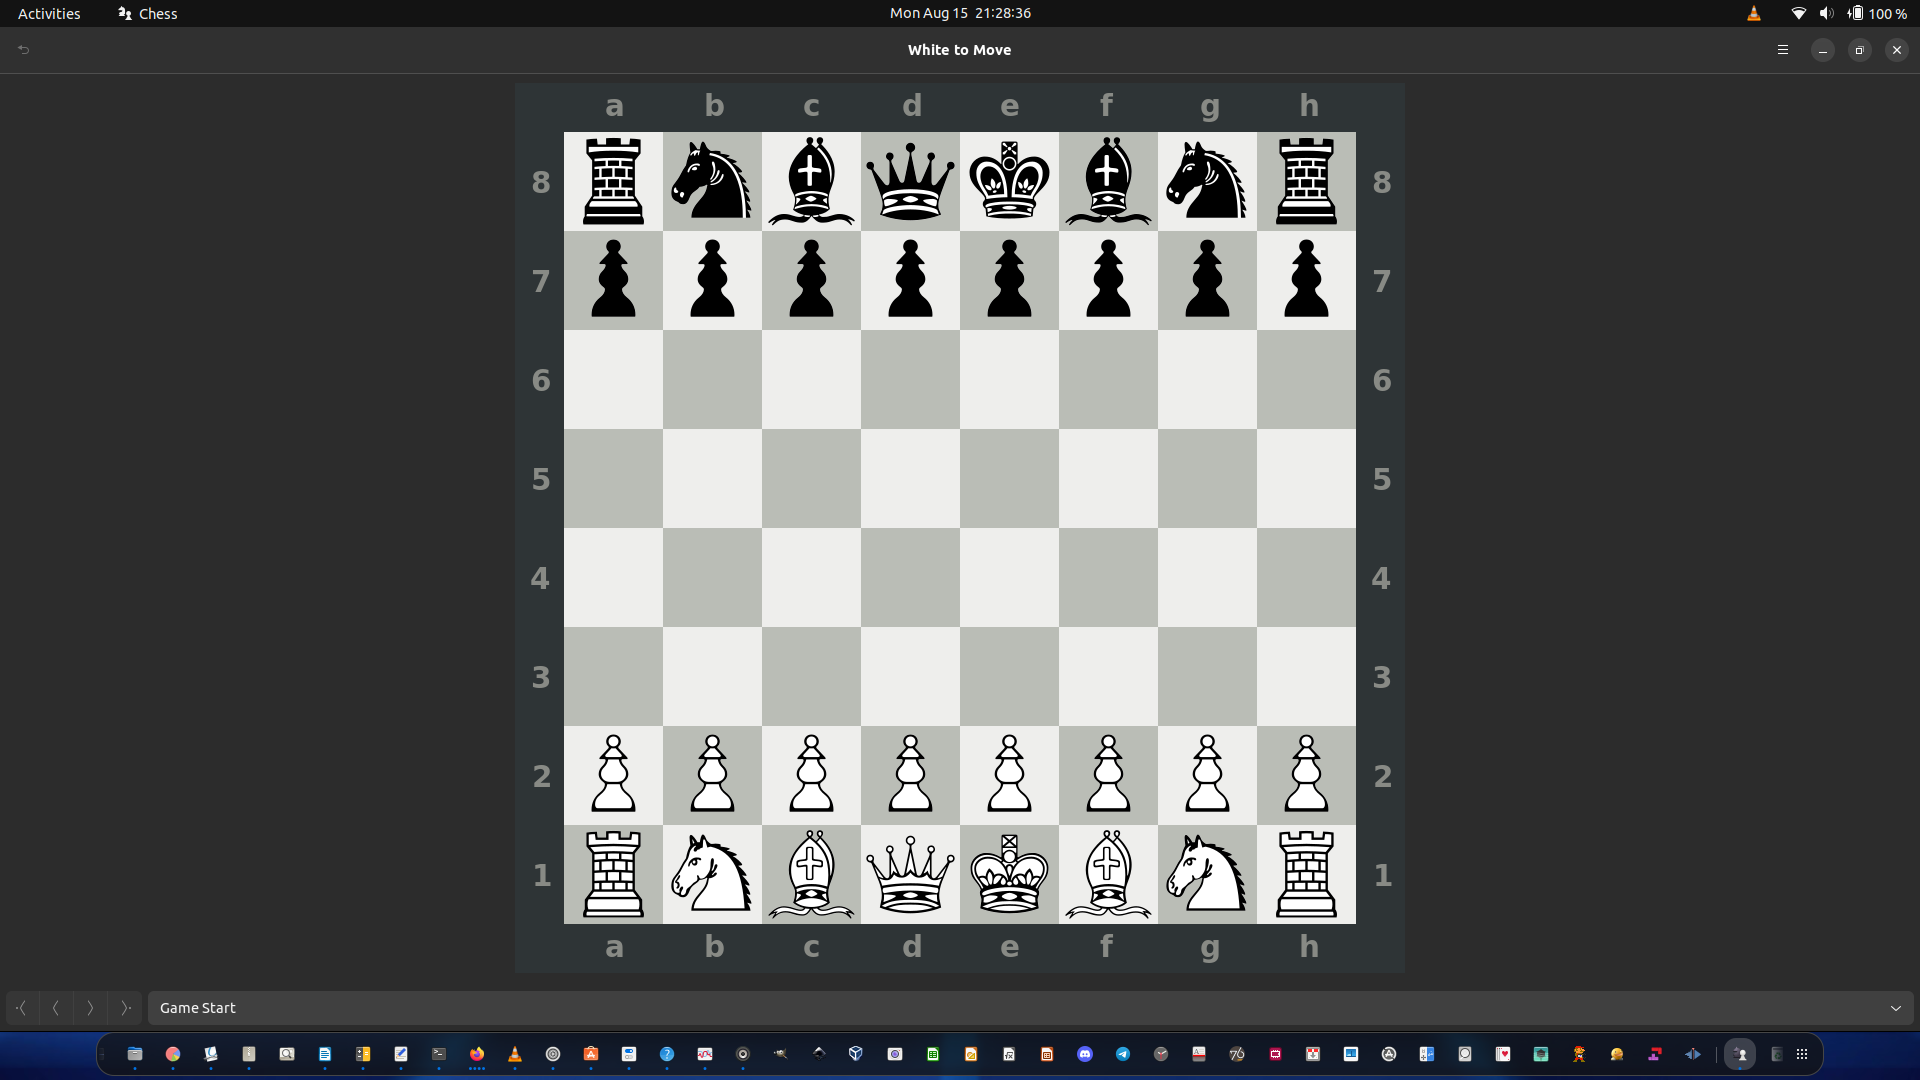 Activities Chess Mon Aug 15 21:28:36 100 %
White to Move
a b c d e f g h
8 8
7 7
6 6
5 5
4 4
3 3
2 2
1 1
a b c d e f g h
Game Start